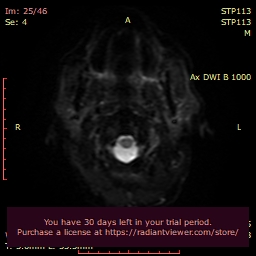 Im: 25/46
Se: 4
A
STP113
STP113
M
Ax DWI B 1000
R
L
You have 30 days left in your trial period.
Purchase a license at https://radiantviewer.com/store/